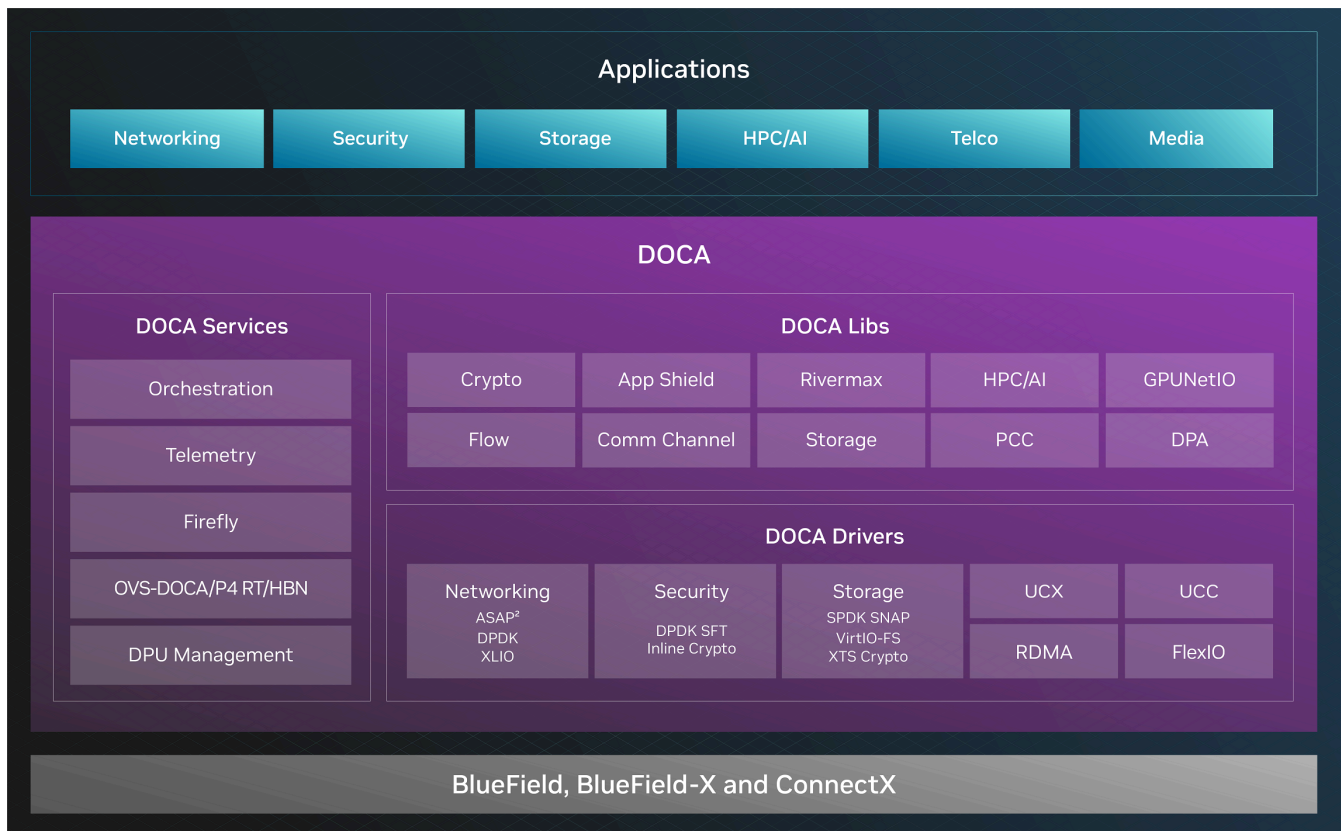 Applications
Networking
Security
Storage
HPC/AI
Telco
Media
DOCA
DOCA Services
Orchestration
Telemetry
Firefly
OVS-DOCA/P4 RT/HBN
DPU Management
DOCA Libs
Crypto
App Shield
Rivermax
HPC/AI
GPUNetIO
Flow
Comm Channel
Storage
PCC
DPA
DOCA Drivers
Networking
ASAP²
DPDK
XLIO
Security
DPDK SFT
Inline Crypto
Storage
SPDK SNAP
VirtIO-FS
XTS Crypto
UCX
UCC
RDMA
FlexIO
BlueField, BlueField-X and ConnectX